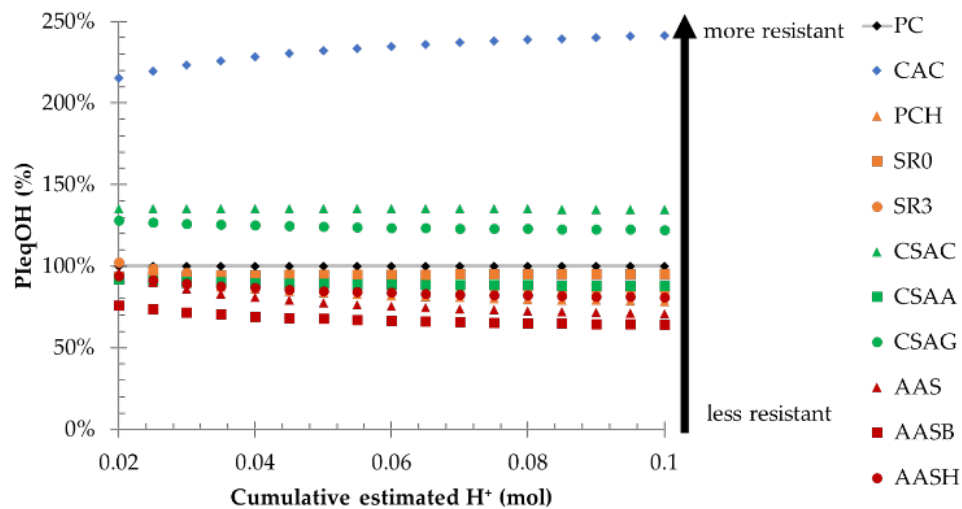 250%
200%
150%
100%
50%
0%
PIeqOH (%)
0.02
0.04
0.06
0.08
0.1
Cumulative estimated H⁺ (mol)
more resistant
less resistant
PC
CAC
PCH
SR0
SR3
CSAC
CSAA
CSAG
AAS
AASB
AASH